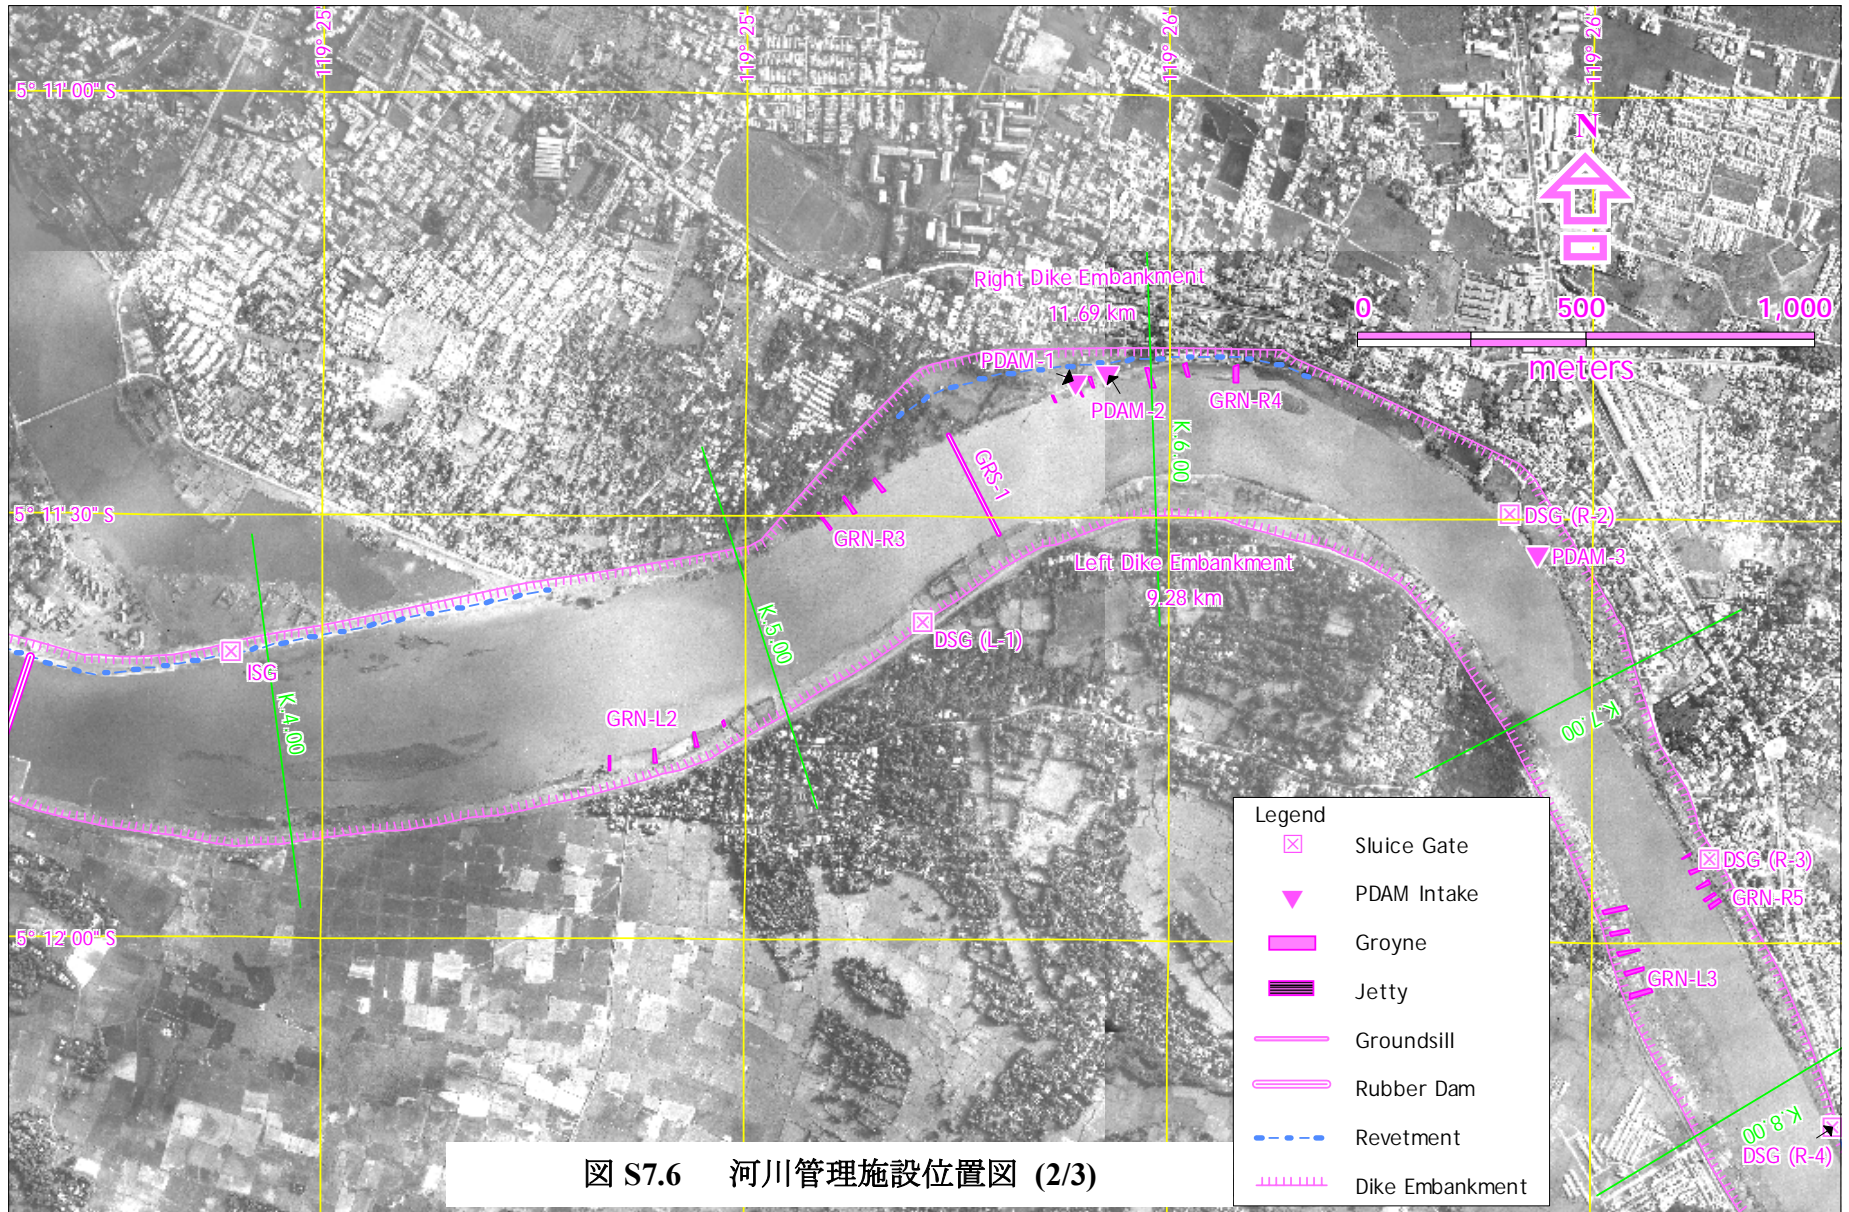 119° 25'
119° 25'
119° 26'
119° 26'
5° 11' 00" S
N
0 500 1,000
meters
Right Dike Embankment
11.69 km
PDAM-1
PDAM-2
GRN-R4
K.6.00
GRS-1
5° 11' 30" S
GRN-R3
DSG (R-2)
PDAM-3
Left Dike Embankment
9.28 km
K.5.00
DSG (L-1)
ISG
K.4.00
GRN-L2
K.7.00
DSG (R-3)
GRN-R5
5° 12' 00" S
GRN-L3
K.8.00
DSG (R-4)
Legend
Sluice Gate
PDAM Intake
Groyne
Jetty
Groundsill
Rubber Dam
Revetment
Dike Embankment
図 S7.6 河川管理施設位置図 (2/3)